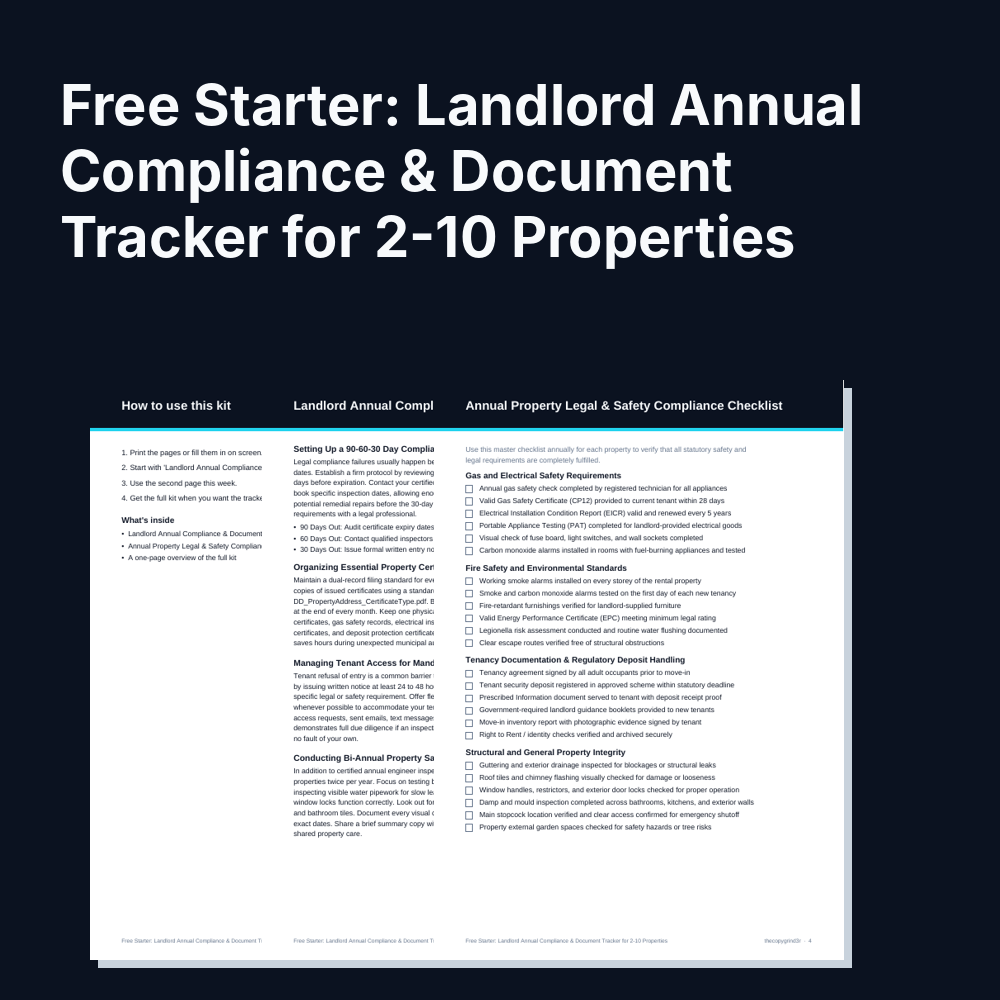 Free Starter: Landlord Annual
Compliance & Document
Tracker for 2-10 Properties
How to use this kit
1. Print the pages or fill them in on screen.
2. Start with 'Landlord Annual Compliance
3. Use the second page this week.
4. Get the full kit when you want the tracke
What's inside
• Landlord Annual Compliance & Document
• Annual Property Legal & Safety Complianc
• A one-page overview of the full kit
Free Starter: Landlord Annual Compliance & Document
Landlord Annual Compl
Setting Up a 90-60-30 Day Complia
Legal compliance failures usually happen be
dates. Establish a firm protocol by reviewing
days before expiration. Contact your certifie
book specific inspection dates, allowing eno
potential remedial repairs before the 30-day
requirements with a legal professional.
• 90 Days Out: Audit certificate expiry dates
• 60 Days Out: Contact qualified inspectors
• 30 Days Out: Issue formal written entry no
Organizing Essential Property Cer
Maintain a dual-record filing standard for eve
copies of issued certificates using a standar
DD_PropertyAddress_CertificateType.pdf. B
at the end of every month. Keep one physic
certificates, gas safety records, electrical ins
certificates, and deposit protection certificate
saves hours during unexpected municipal a
Managing Tenant Access for Mand
Tenant refusal of entry is a common barrier
by issuing written notice at least 24 to 48 ho
specific legal or safety requirement. Offer fle
whenever possible to accommodate your ter
access requests, sent emails, text message
demonstrates full due diligence if an inspect
no fault of your own.
Conducting Bi-Annual Property Sa
In addition to certified annual engineer inspe
properties twice per year. Focus on testing b
inspecting visible water pipework for slow le
window locks function correctly. Look out for
and bathroom tiles. Document every visual
exact dates. Share a brief summary copy wi
shared property care.
Free Starter: Landlord Annual Compliance & Document
Annual Property Legal & Safety Compliance Checklist
Use this master checklist annually for each property to verify that all statutory safety and
legal requirements are completely fulfilled.
Gas and Electrical Safety Requirements
Annual gas safety check completed by registered technician for all appliances
Valid Gas Safety Certificate (CP12) provided to current tenant within 28 days
Electrical Installation Condition Report (EICR) valid and renewed every 5 years
Portable Appliance Testing (PAT) completed for landlord-provided electrical goods
Visual check of fuse board, light switches, and wall sockets completed
Carbon monoxide alarms installed in rooms with fuel-burning appliances and tested
Fire Safety and Environmental Standards
Working smoke alarms installed on every storey of the rental property
Smoke and carbon monoxide alarms tested on the first day of each new tenancy
Fire-retardant furnishings verified for landlord-supplied furniture
Valid Energy Performance Certificate (EPC) meeting minimum legal rating
Legionella risk assessment conducted and routine water flushing documented
Clear escape routes verified free of structural obstructions
Tenancy Documentation & Regulatory Deposit Handling
Tenancy agreement signed by all adult occupants prior to move-in
Tenant security deposit registered in approved scheme within statutory deadline
Prescribed Information document served to tenant with deposit receipt proof
Government-required landlord guidance booklets provided to new tenants
Move-in inventory report with photographic evidence signed by tenant
Right to Rent / identity checks verified and archived securely
Structural and General Property Integrity
Guttering and exterior drainage inspected for blockages or structural leaks
Roof tiles and chimney flashing visually checked for damage or looseness
Window handles, restrictors, and exterior door locks checked for proper operation
Damp and mould inspection completed across bathrooms, kitchens, and exterior walls
Main stopcock location verified and clear access confirmed for emergency shutoff
Property external garden spaces checked for safety hazards or tree risks
Free Starter: Landlord Annual Compliance & Document Tracker for 2-10 Properties
thecopygrind3r · 4